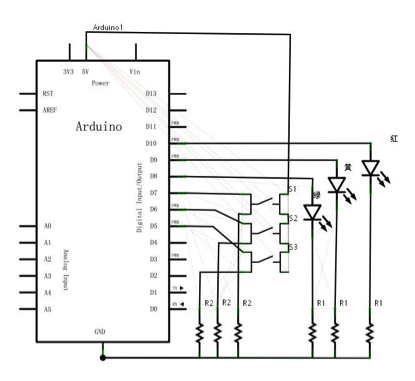 Arduino1
3V3 5V Vin
Power
RST
AREF
Arduino
D13
D12
D11
D10
D9
D8
D7
D6
D5
D4
D3
D2
D1
D0
PWM
PWM
PWM
PWM
PWM
PWM
TX
RX
Digital Input/Output
Analog Input
A0
A1
A2
A3
A4
A5
GND
S1
S2
S3
绿
黄
红
R2 R2 R2 R1 R1 R1